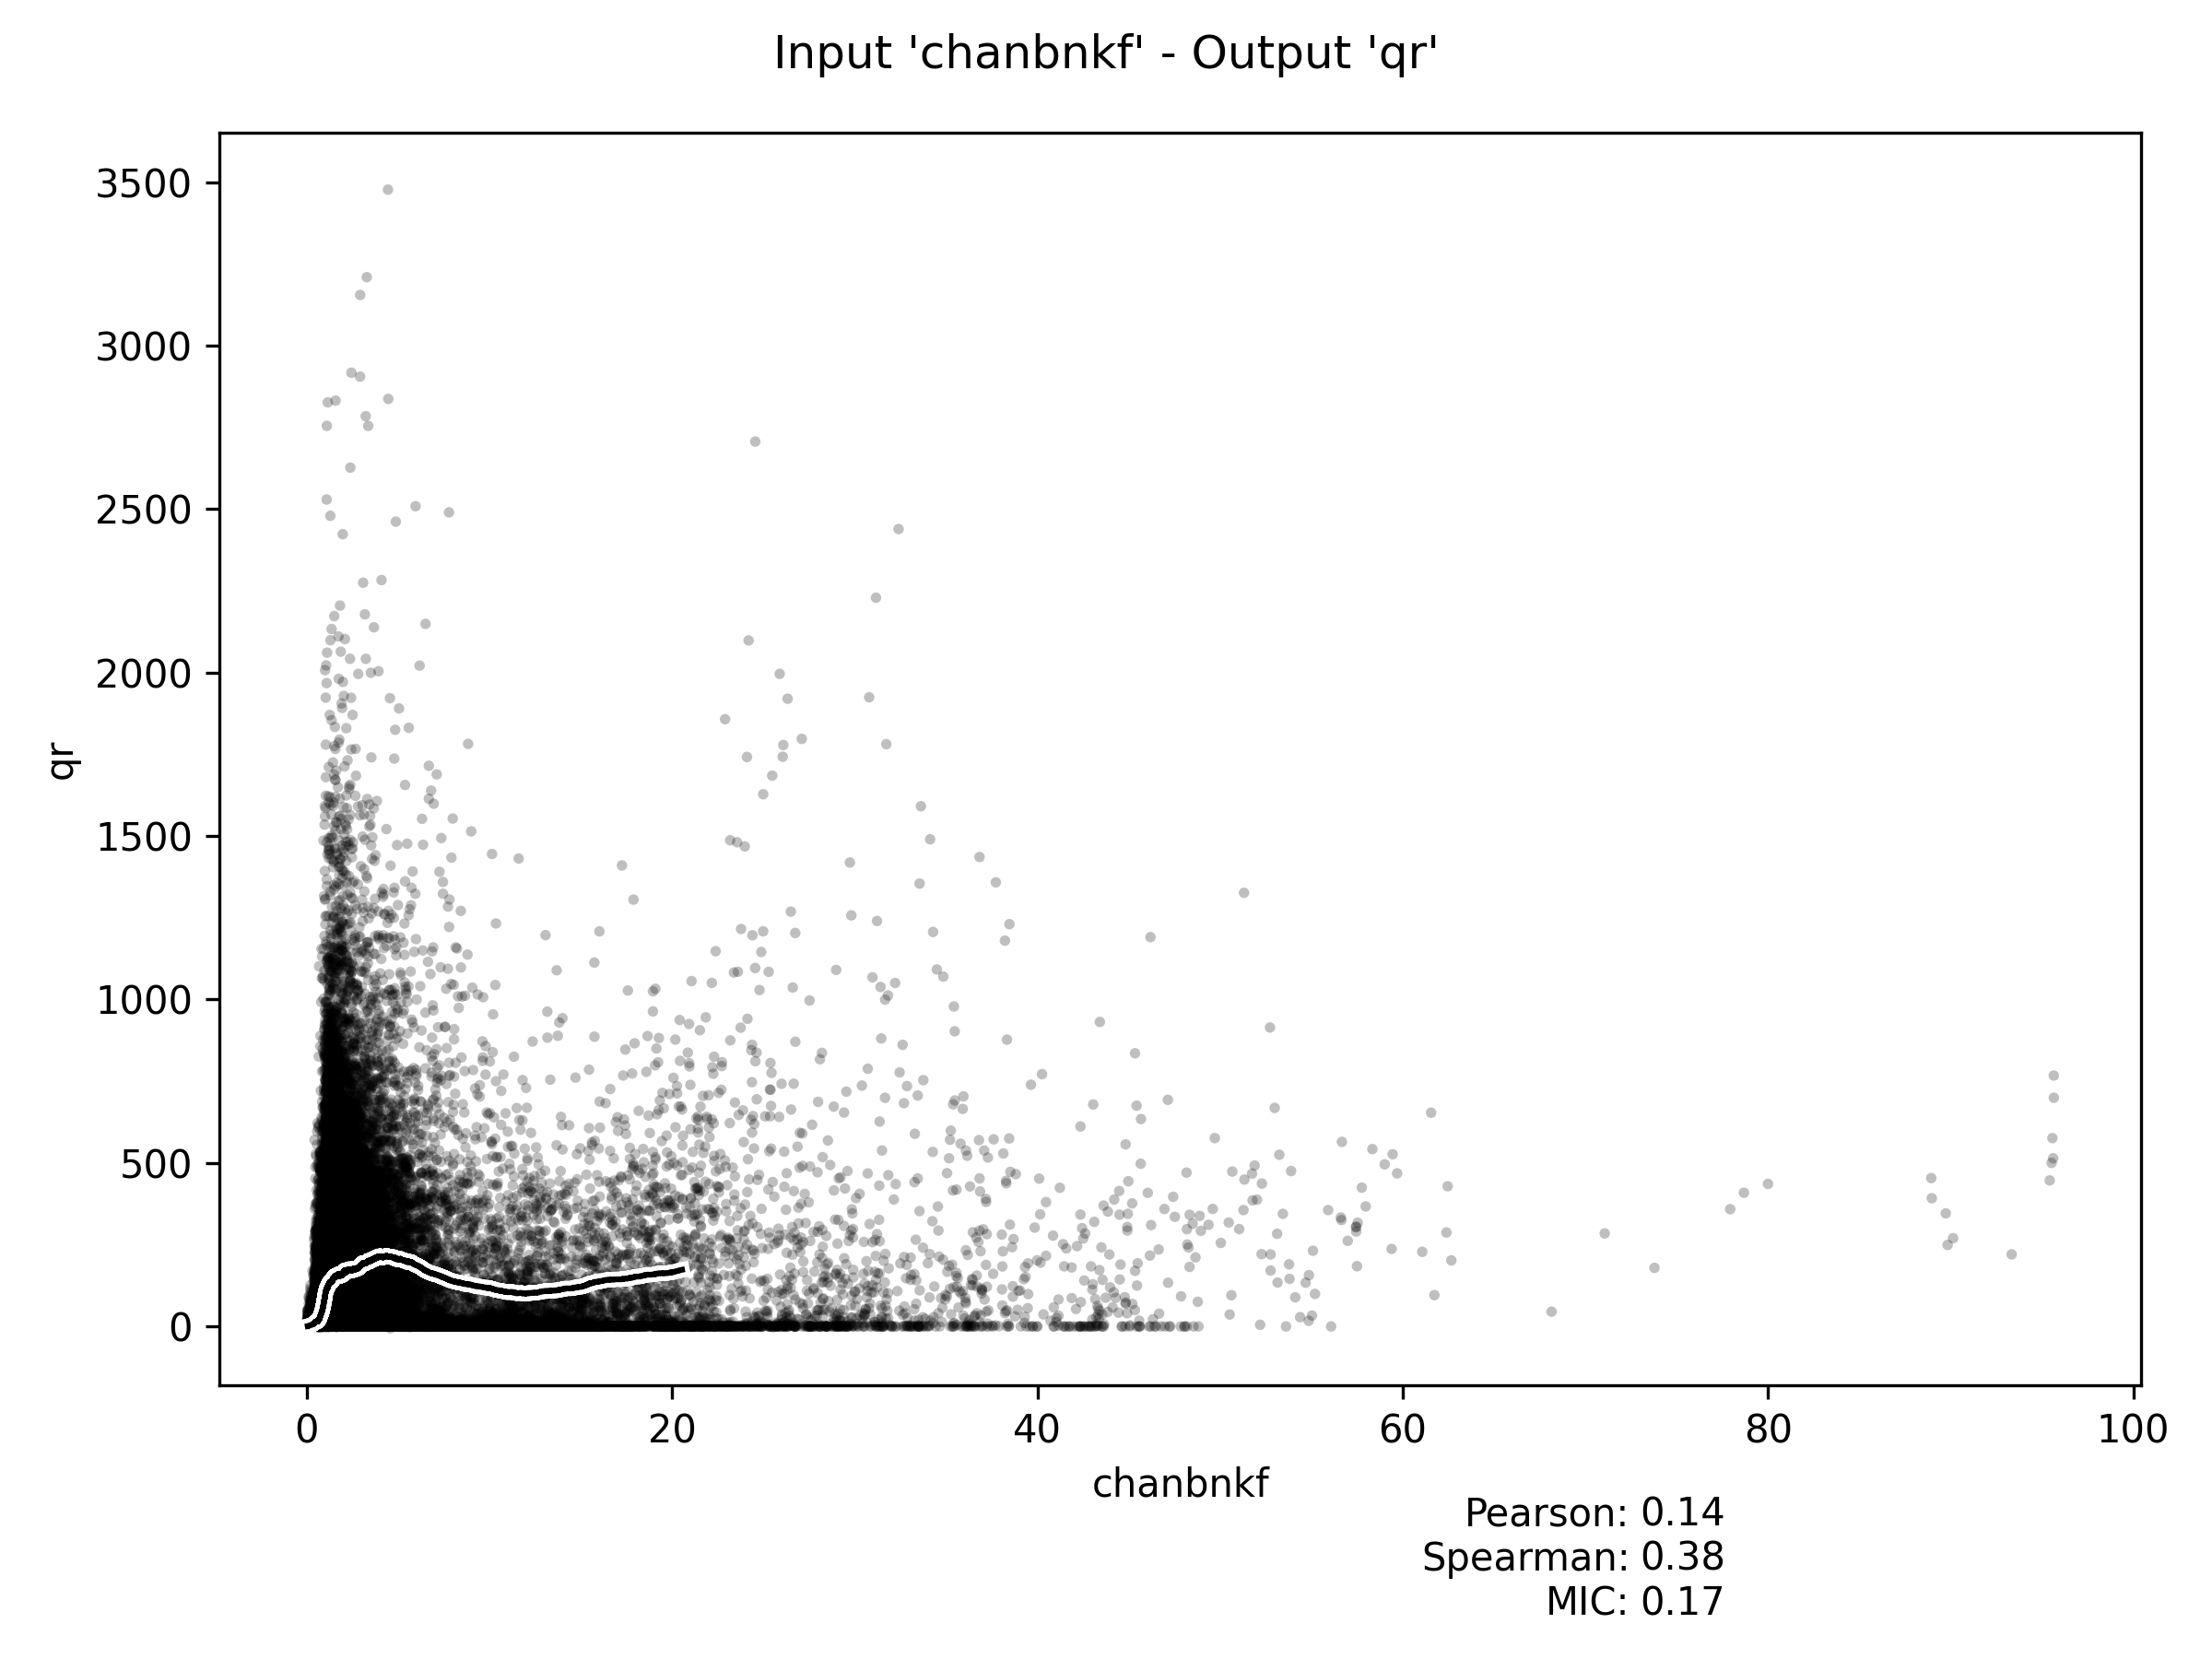 Input 'chanbnkf' - Output 'qr'
3500
3000
2500
2000
1500
1000
500
0
qr
0 20 40 60 80 100
chanbnkf
Pearson: 0.14
Spearman: 0.38
MIC: 0.17